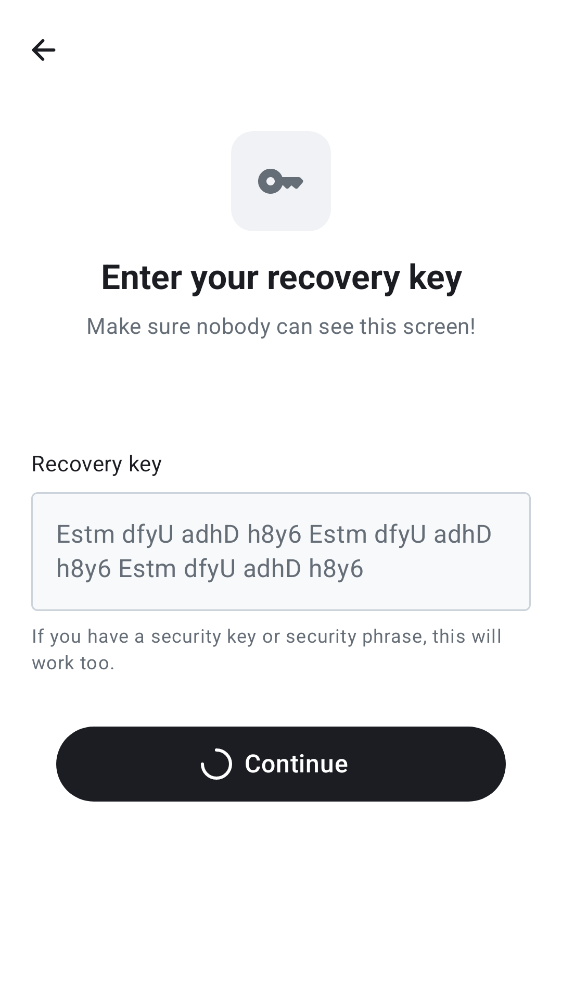 Enter your recovery key
Make sure nobody can see this screen!
Recovery key
Estm dfyU adhD h8y6 Estm dfyU adhD
h8y6 Estm dfyU adhD h8y6
If you have a security key or security phrase, this will
work too.
Continue